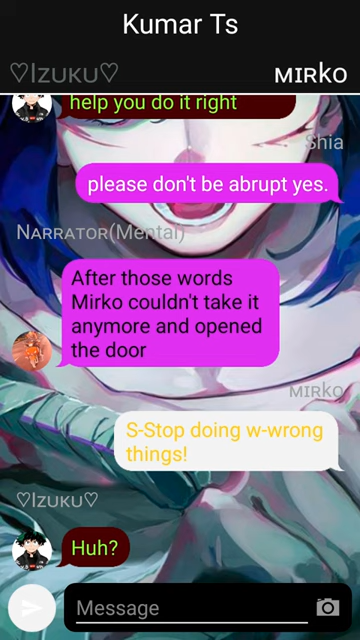 Kumar Ts
♡Izuku♡ MIRKO
help you do it right
Shia
please don't be abrupt yes.
Narrator(Mental)
After those words
Mirko couldn't take it
anymore and opened
the door
MIRKO
S-Stop doing w-wrong
things!
♡Izuku♡
Huh?
Message